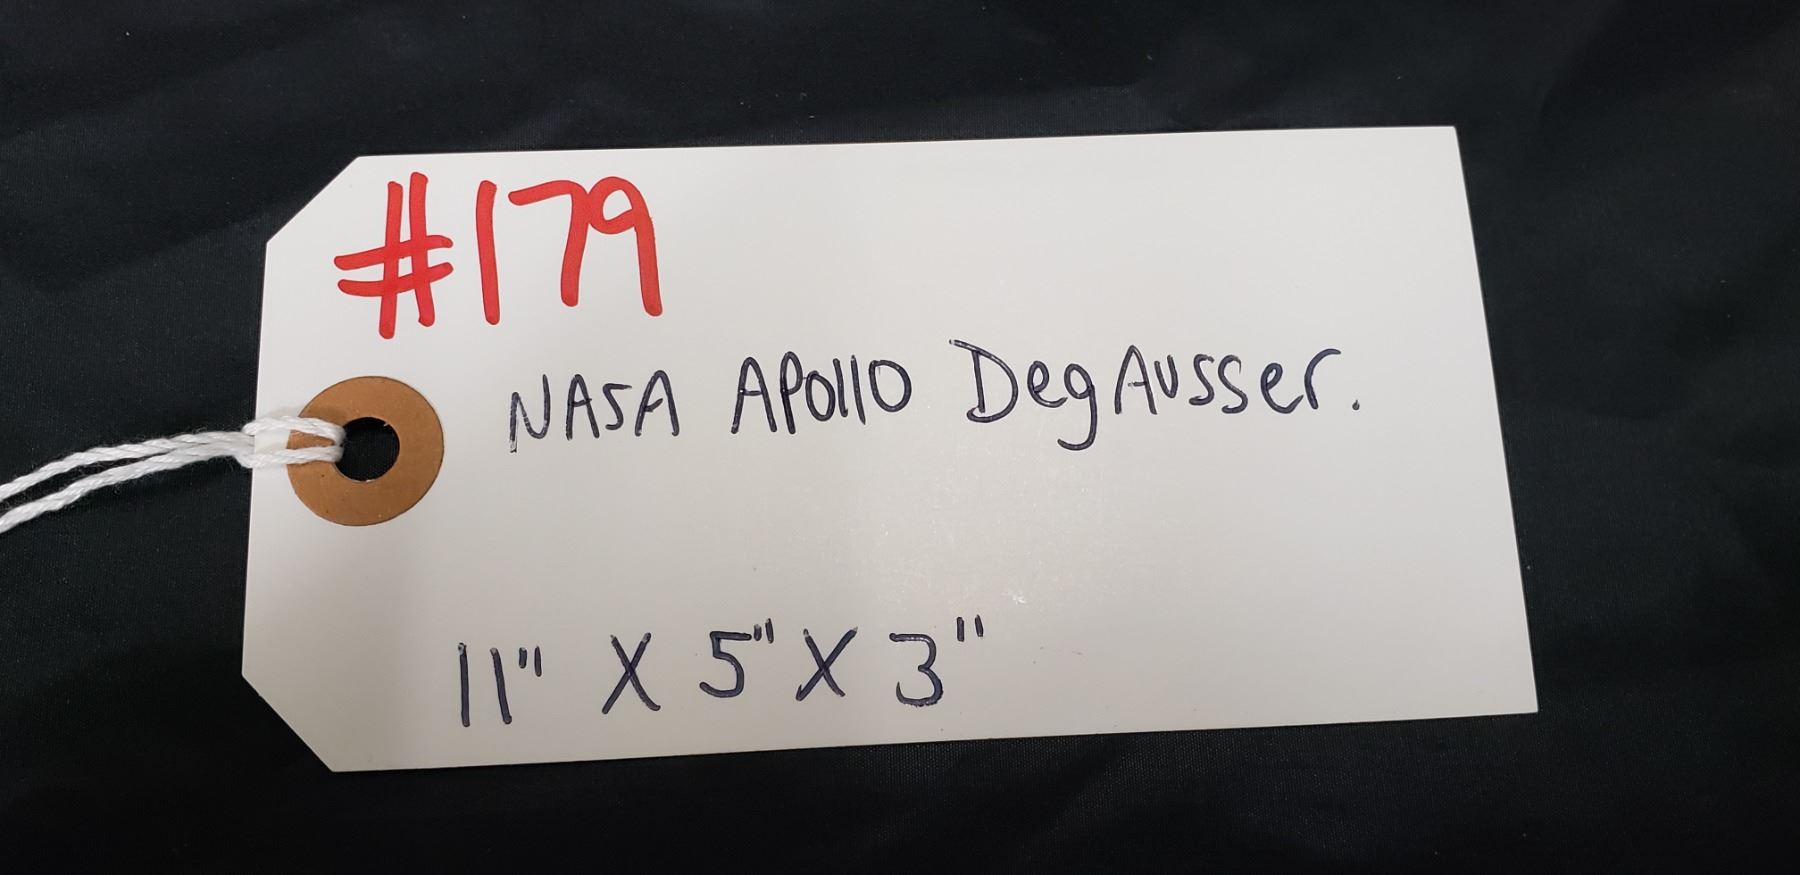 #179
NASA APOllO DegAusser.
11" X 5" X 3"